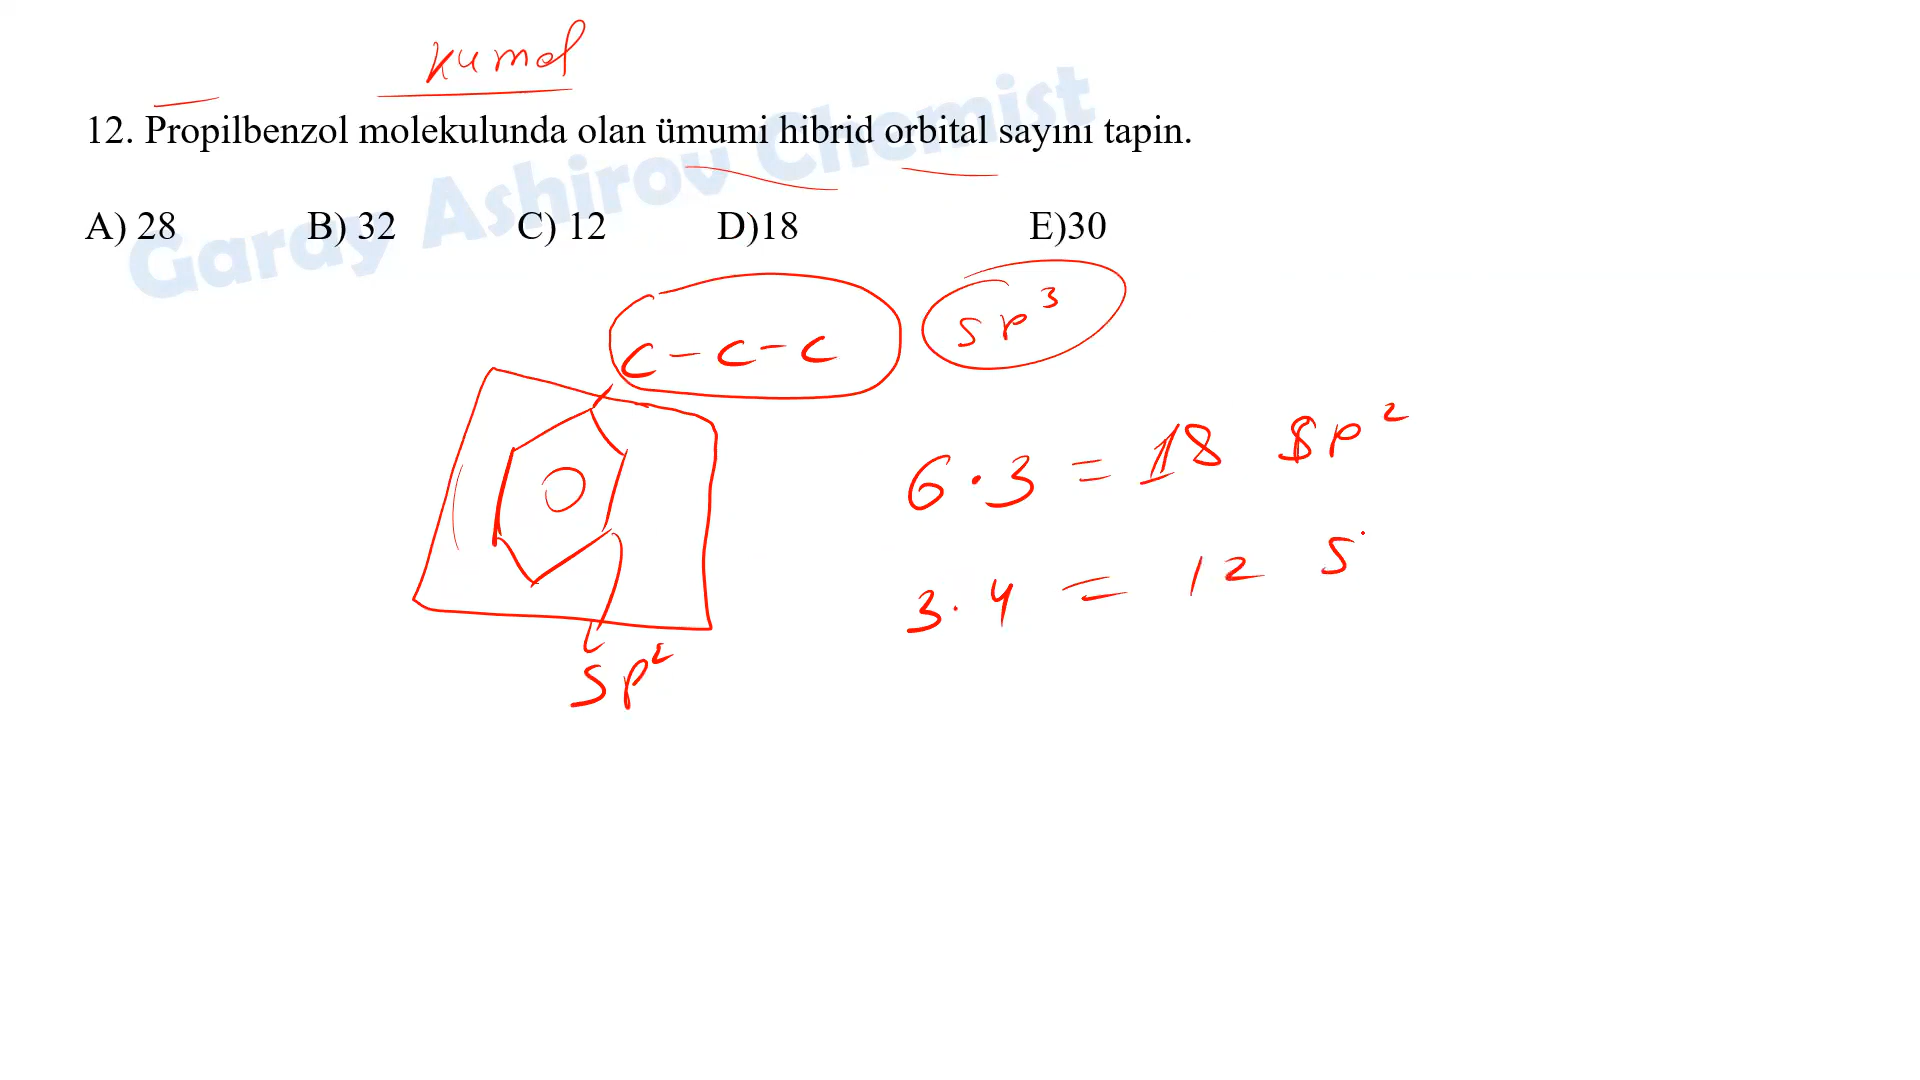 kumol
12. Propilbenzol molekulunda olan ümumi hibrid orbital sayını tapin.
Garay Ashirov Chemist
A) 28 B) 32 C) 12 D)18 E)30
C - C - C sp³
6 · 3 = 18 sp²
3 · 4 = 12 s
sp²